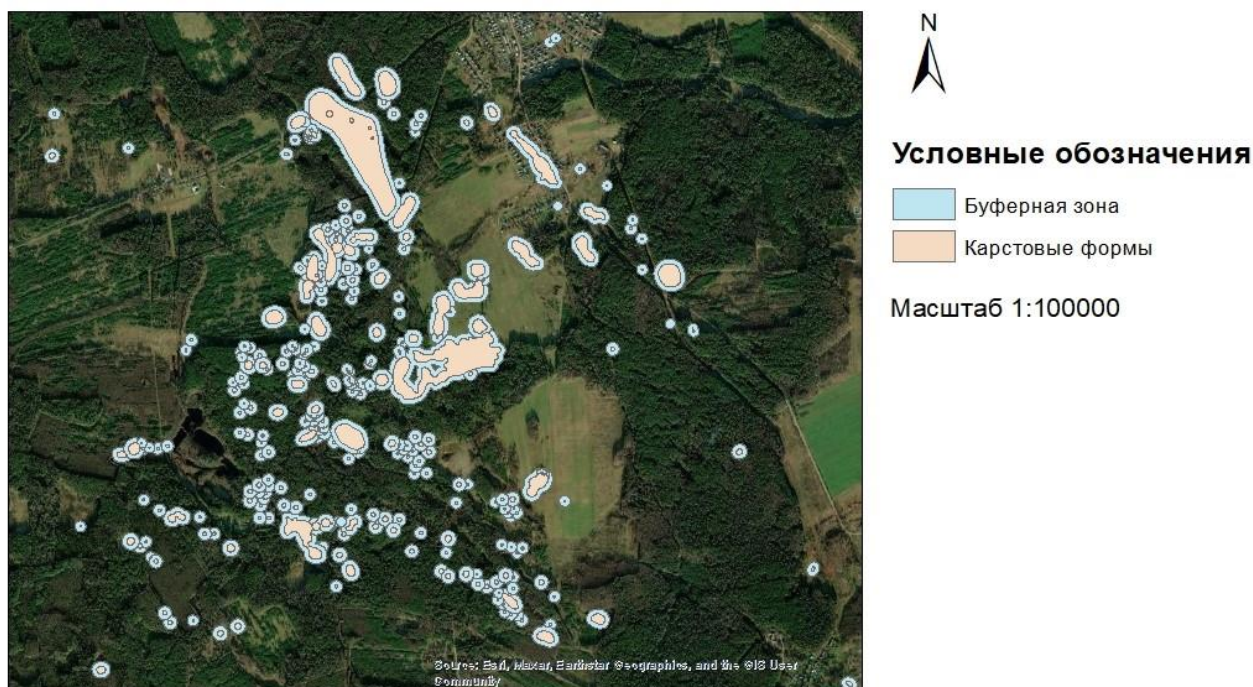 N
Условные обозначения
Буферная зона
Карстовые формы
Масштаб 1:100000
Source: Esri, Maxar, Earthstar Geographics, and the GIS User
Community